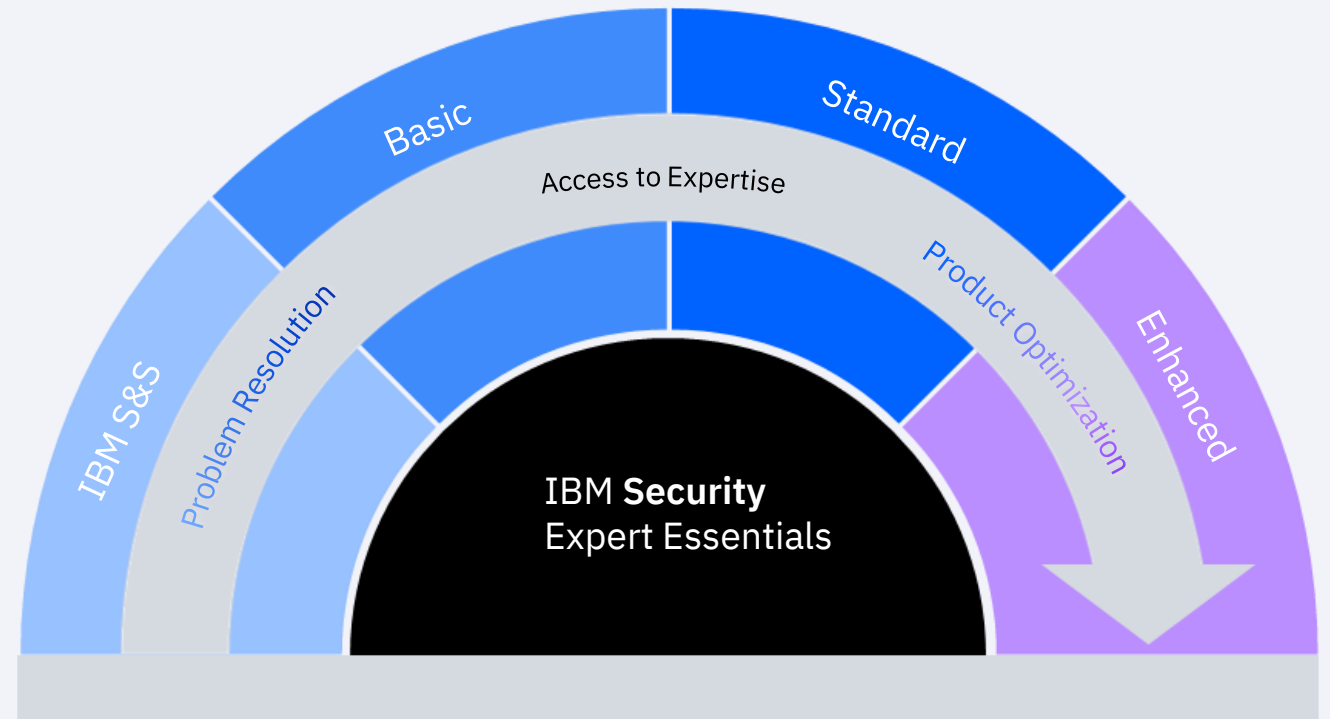 IBM S&S
Basic
Standard
Enhanced
Problem Resolution
Access to Expertise
Product Optimization
IBM Security
Expert Essentials